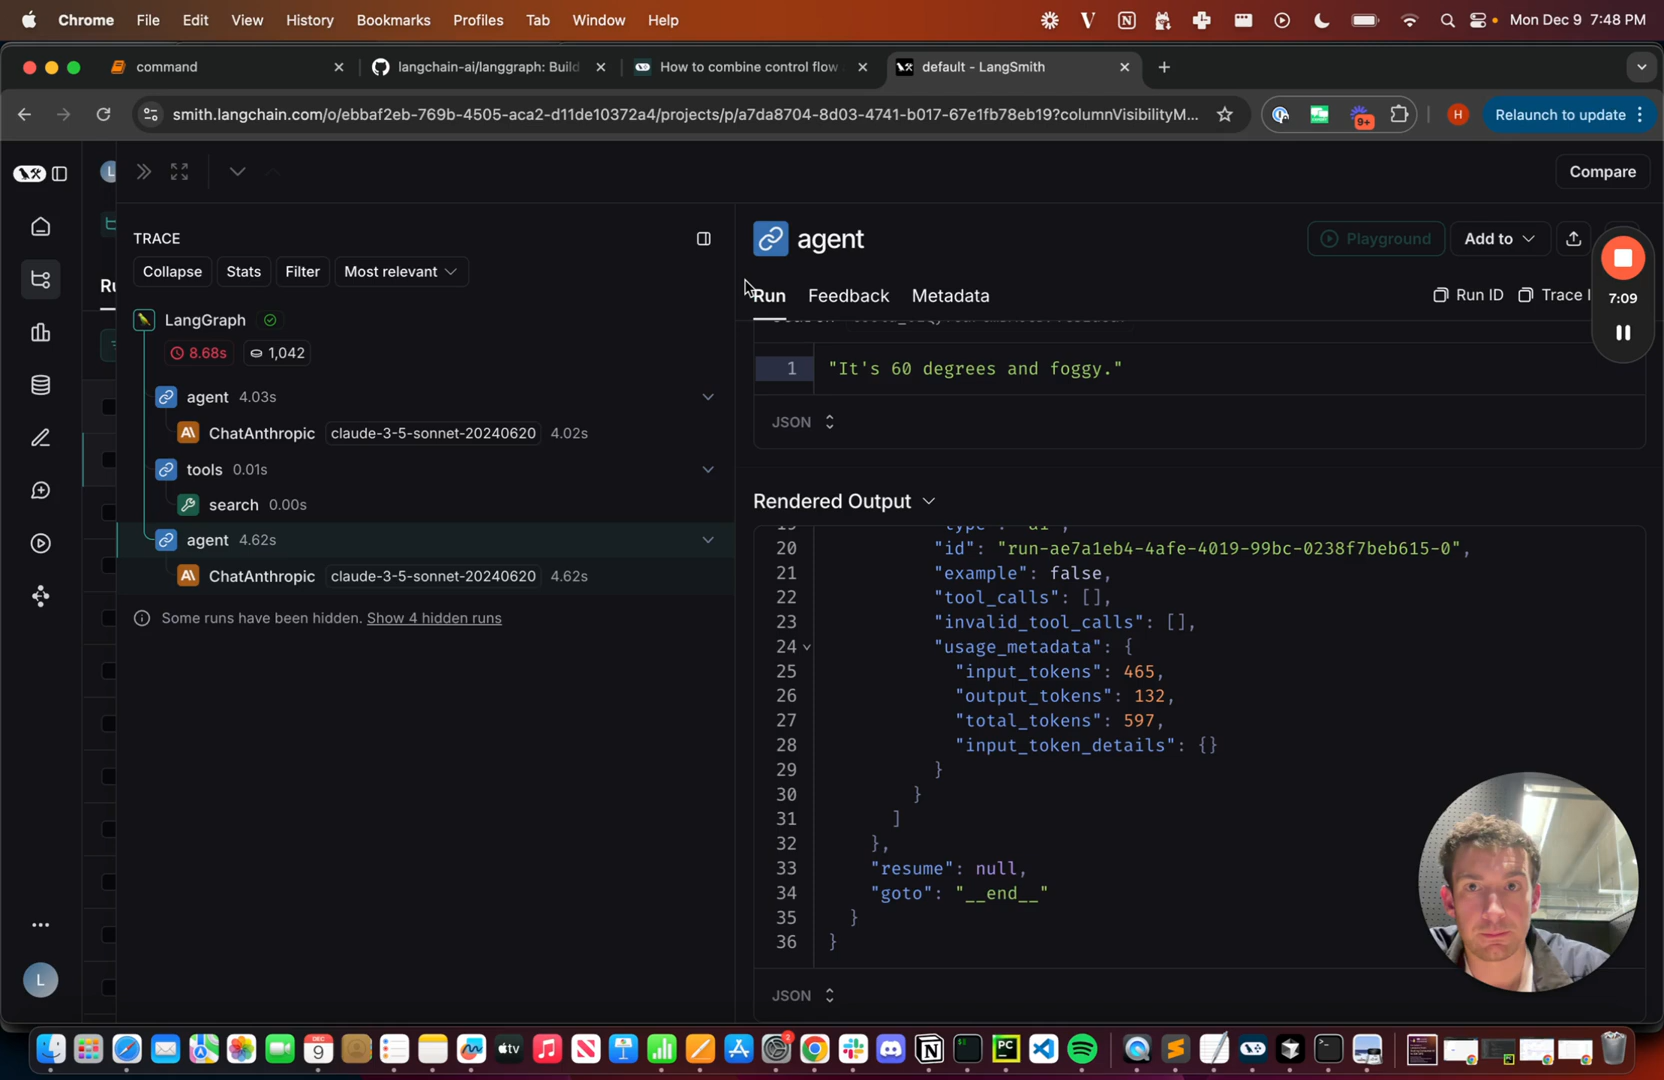 Chrome File Edit View History Bookmarks Profiles Tab Window Help Mon Dec 9 7:48 PM
command langchain-ai/langgraph: Build How to combine control flow default - LangSmith
smith.langchain.com/o/ebbaf2eb-769b-4505-aca2-d11de10372a4/projects/p/a7da8704-8d03-4741-b017-67e1fb78eb19?columnVisibilityM... 9+ H Relaunch to update
L Compare
TRACE
Collapse Stats Filter Most relevant
LangGraph
8.68s 1,042
agent 4.03s
ChatAnthropic claude-3-5-sonnet-20240620 4.02s
tools 0.01s
search 0.00s
agent 4.62s
ChatAnthropic claude-3-5-sonnet-20240620 4.62s
Some runs have been hidden. Show 4 hidden runs
agent
Playground Add to
Run Feedback Metadata Run ID Trace I
7:09
1 "It's 60 degrees and foggy."
JSON
Rendered Output
20 "id": "run-ae7a1eb4-4afe-4019-99bc-0238f7beb615-0",
21 "example": false,
22 "tool_calls": [],
23 "invalid_tool_calls": [],
24 "usage_metadata": {
25 "input_tokens": 465,
26 "output_tokens": 132,
27 "total_tokens": 597,
28 "input_token_details": {}
29 }
30 }
31 ]
32 },
33 "resume": null,
34 "goto": "__end__"
35 }
36 }
JSON
L
DEC 9 tv 2 PC